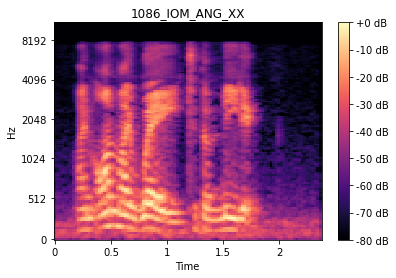 1086_IOM_ANG_XX
+0 dB
8192
-10 dB
4096
-20 dB
-30 dB
2048
Hz
-40 dB
1024
-50 dB
512
-60 dB
-70 dB
0
-80 dB
0 0.5 1 1.5 2
Time